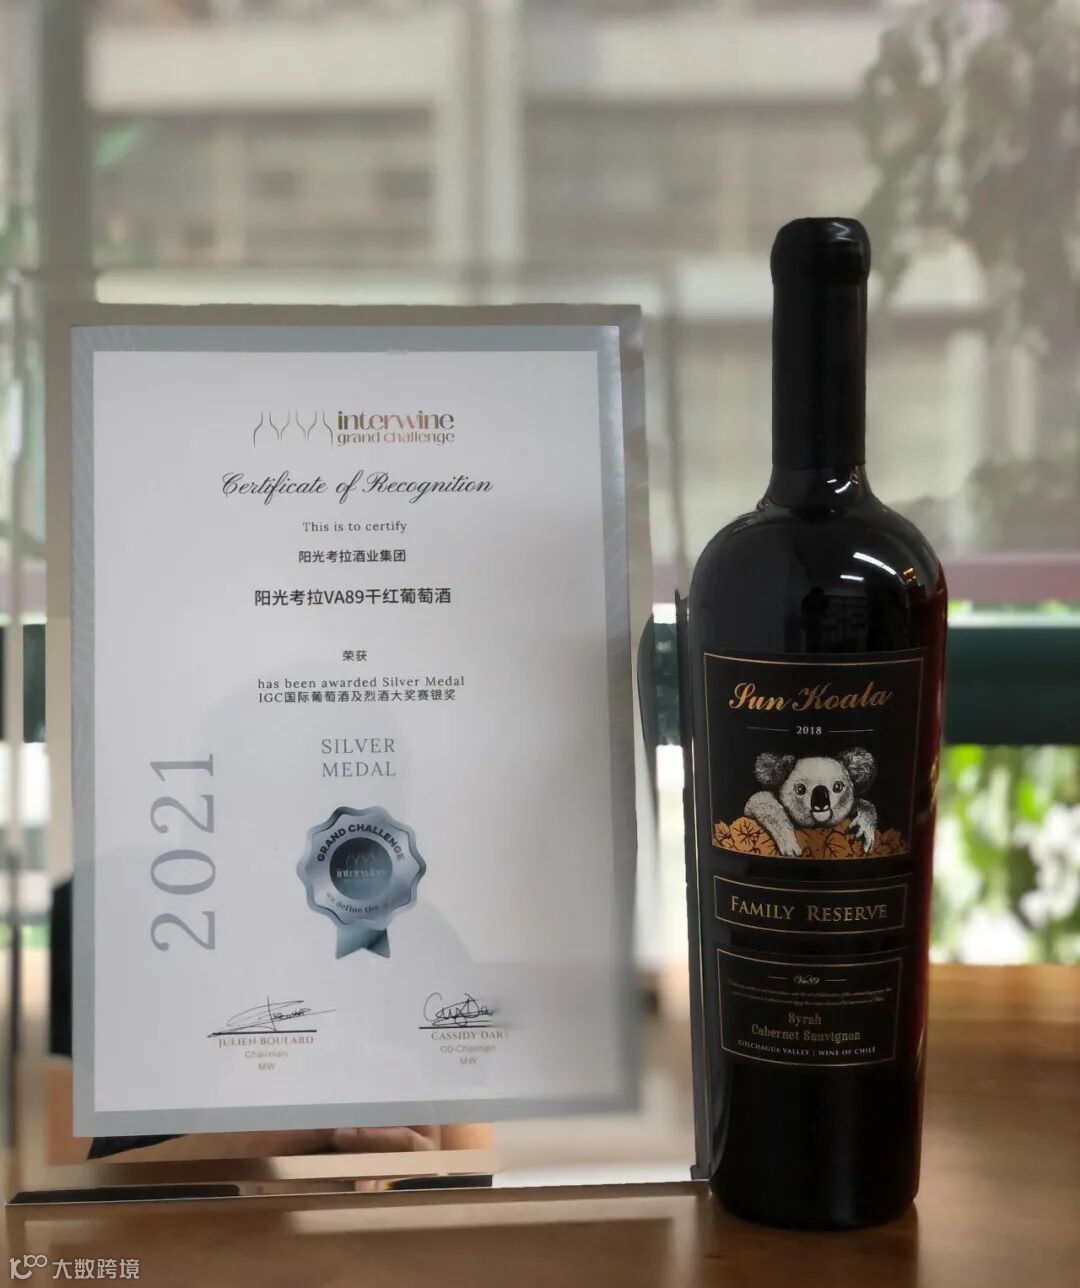 interwine
grand challenge
Certificate of Recognition
This is to certify
阳光考拉酒业集团
阳光考拉VA89干红葡萄酒
荣获
has been awarded Silver Medal
IGC国际葡萄酒及烈酒大奖赛银奖
SILVER
MEDAL
2021
GRAND CHALLENGE
interwine
define the
JULIEN BOULARD
Chairman
MW
CASSIDY DART
CO-Chairman
MW
Sun Koala
2018
FAMILY RESERVE
Va89
Syrah
Cabernet Sauvignon
COLCHAGUA VALLEY | WINE OF CHILE
大数跨境